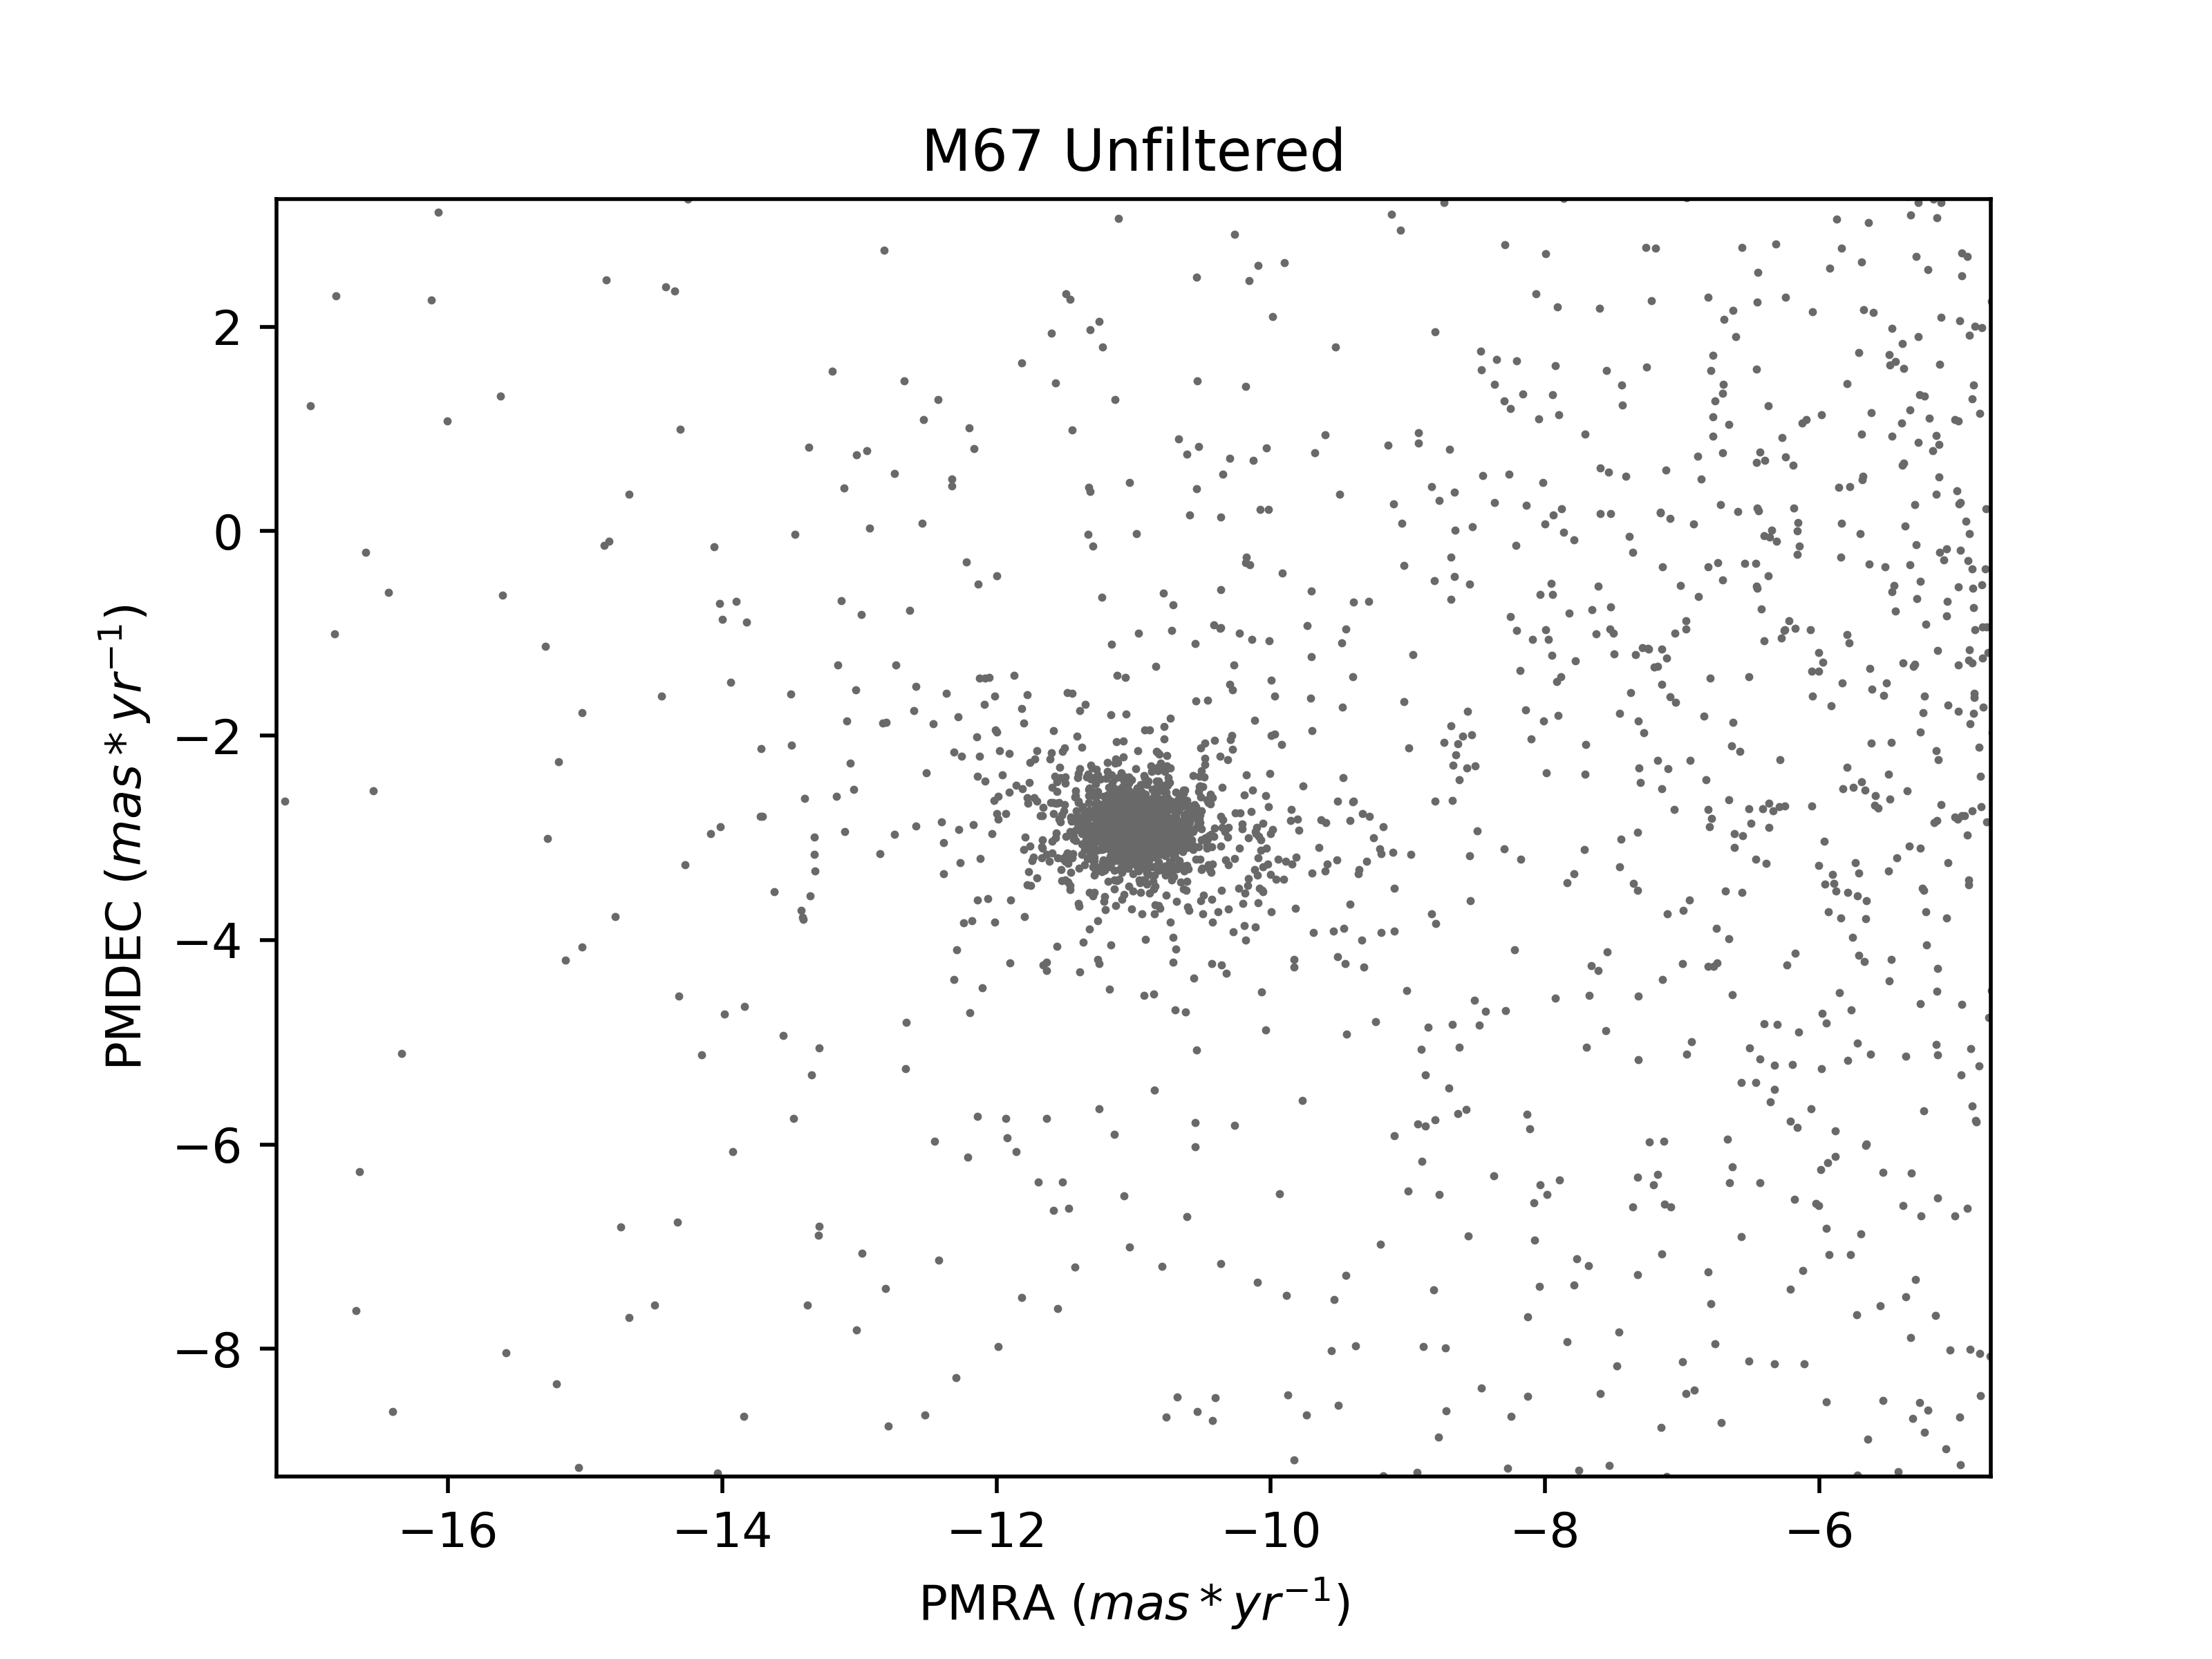 M67 Unfiltered
PMDEC (mas * yr⁻¹)
2
0
−2
−4
−6
−8
−16 −14 −12 −10 −8 −6
PMRA (mas * yr⁻¹)